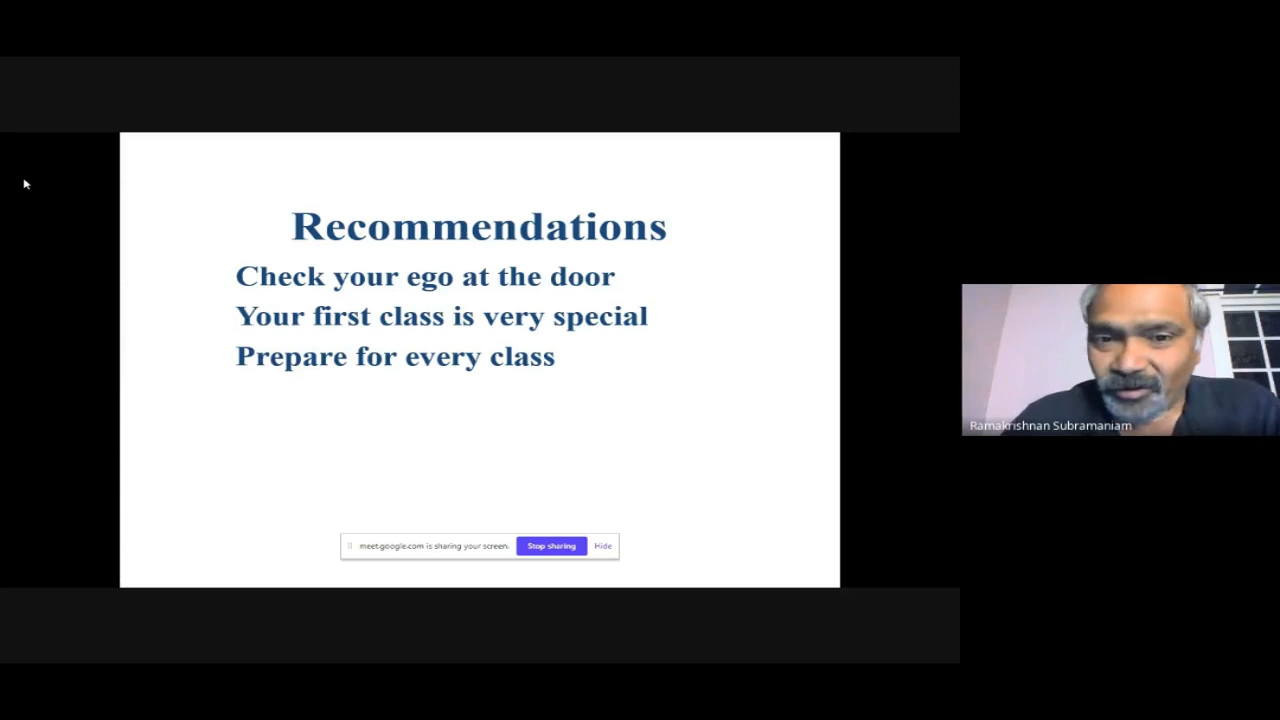 Recommendations
Check your ego at the door
Your first class is very special
Prepare for every class
meet.google.com is sharing your screen.
Stop sharing
Hide
Ramakrishnan Subramaniam